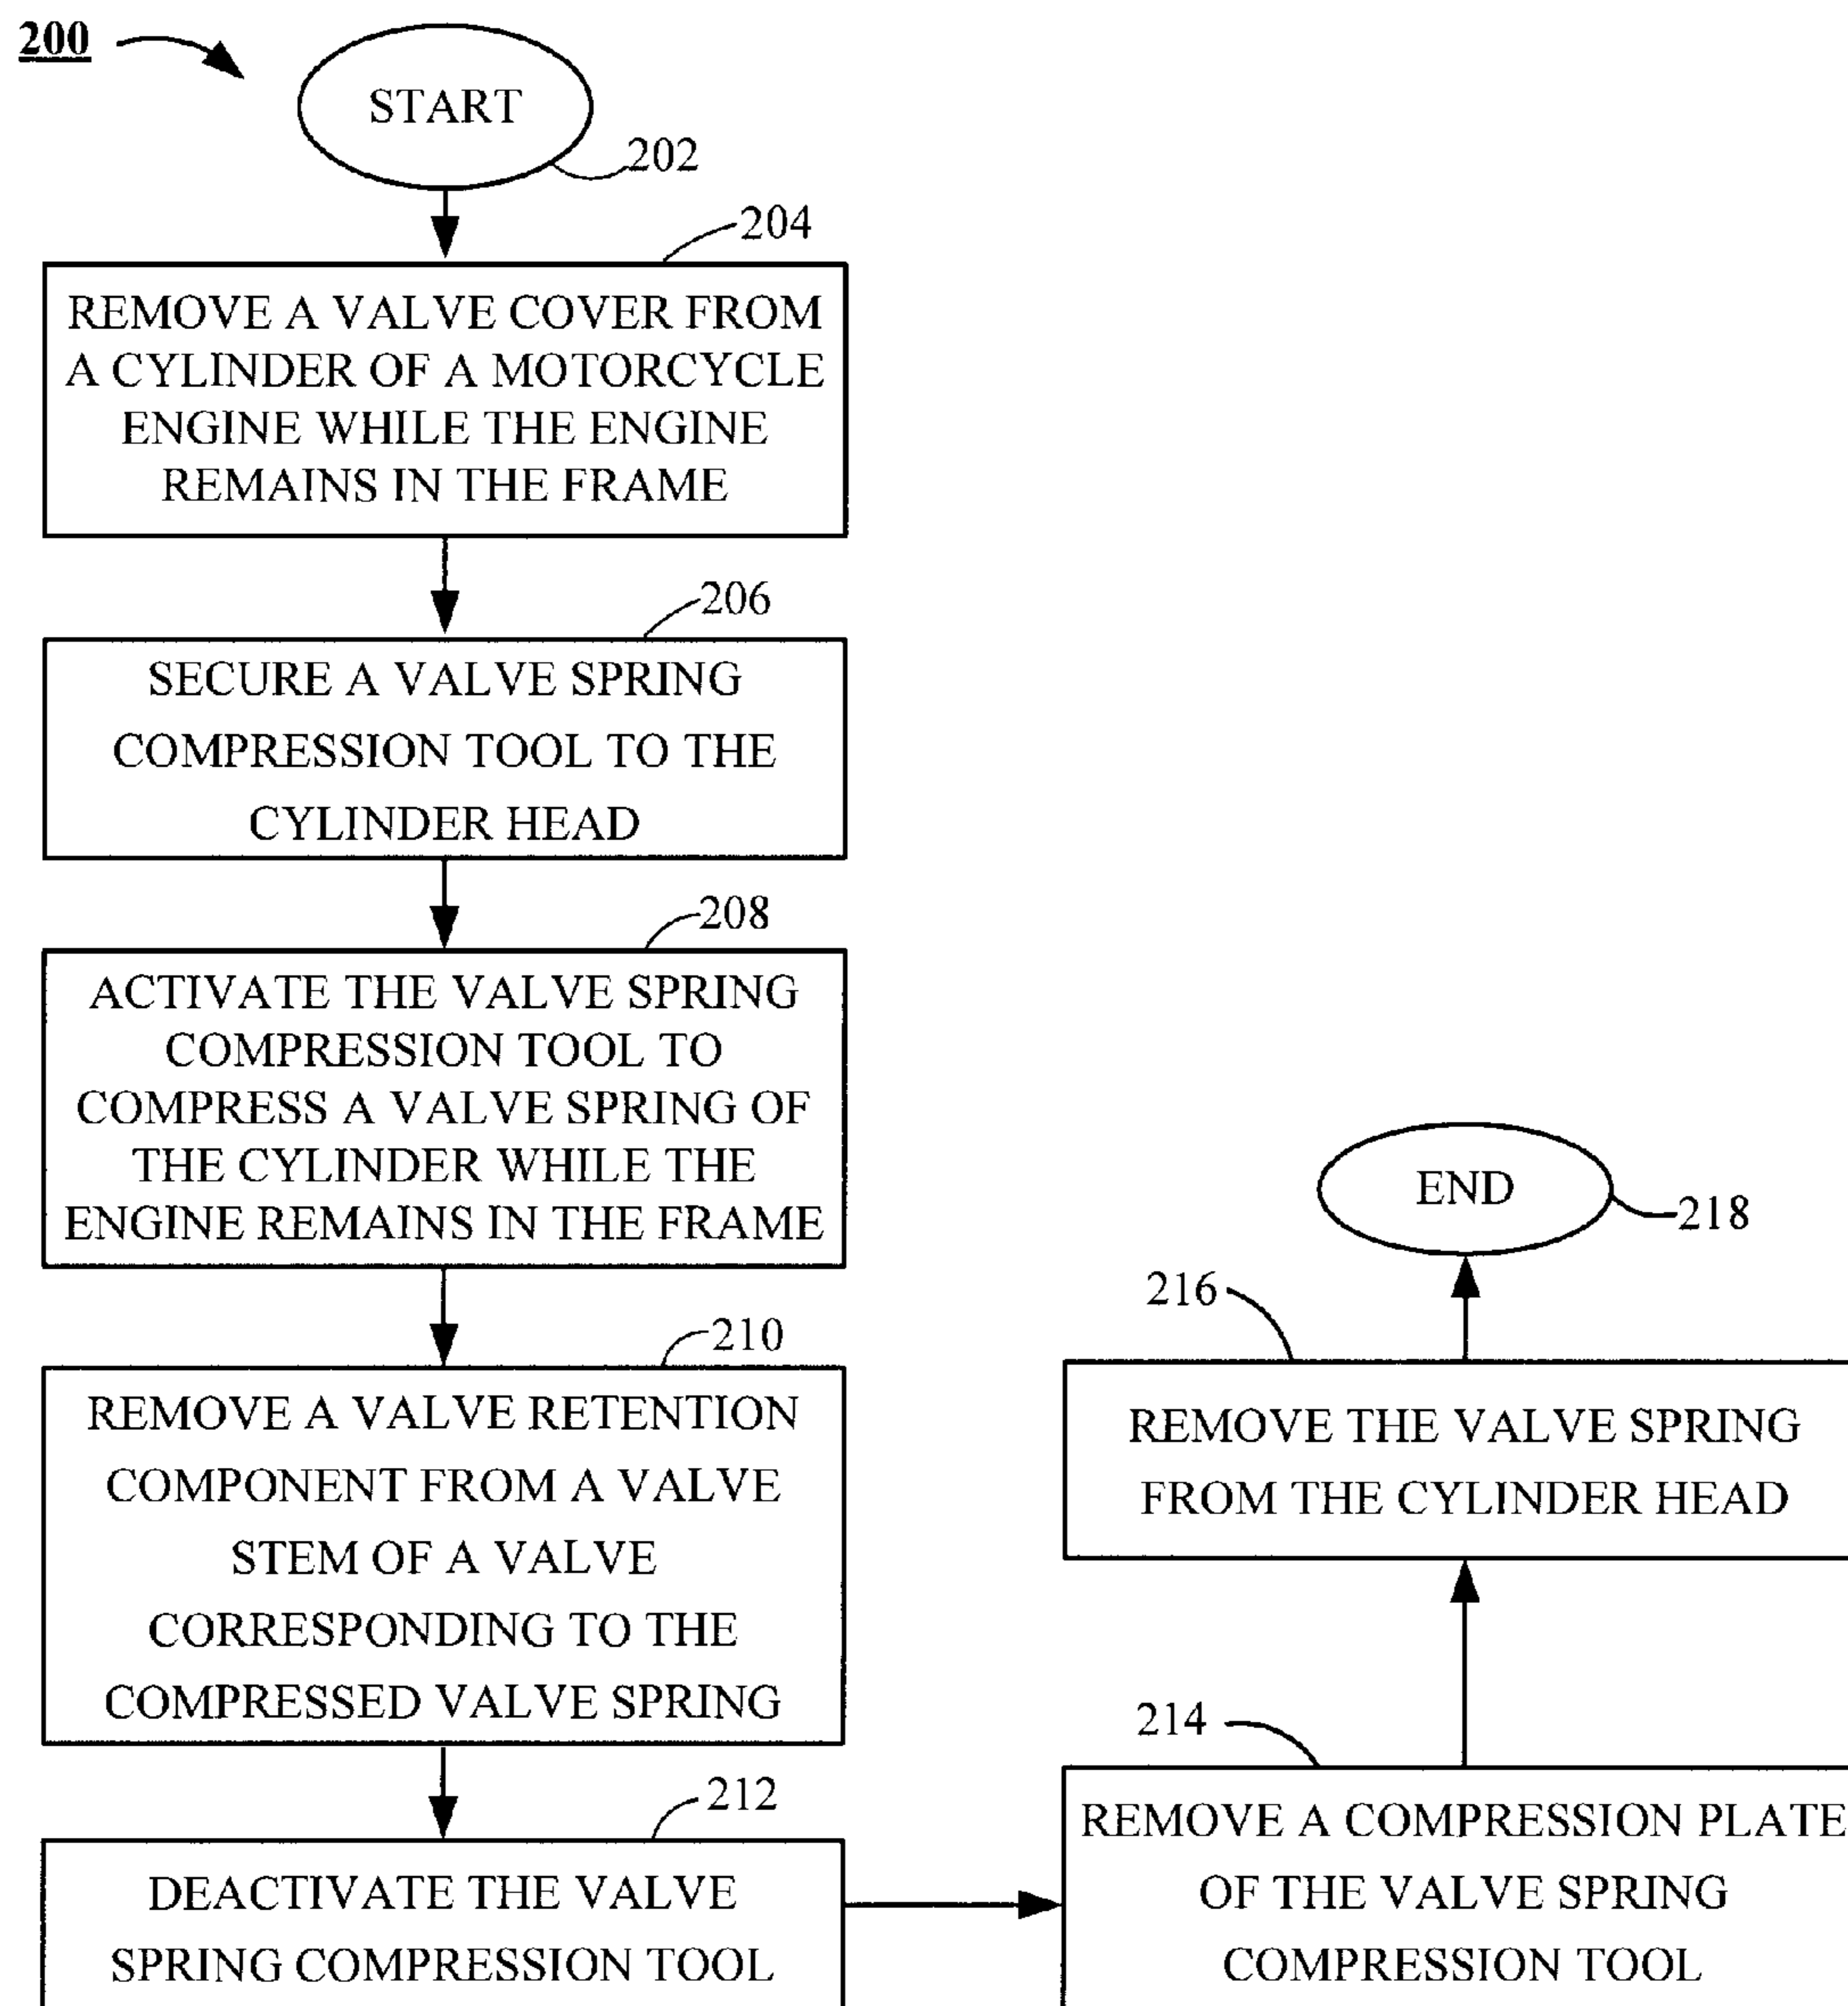 200
START
202
204
REMOVE A VALVE COVER FROM
A CYLINDER OF A MOTORCYCLE
ENGINE WHILE THE ENGINE
REMAINS IN THE FRAME
206
SECURE A VALVE SPRING
COMPRESSION TOOL TO THE
CYLINDER HEAD
208
ACTIVATE THE VALVE SPRING
COMPRESSION TOOL TO
COMPRESS A VALVE SPRING OF
THE CYLINDER WHILE THE
ENGINE REMAINS IN THE FRAME
210
REMOVE A VALVE RETENTION
COMPONENT FROM A VALVE
STEM OF A VALVE
CORRESPONDING TO THE
COMPRESSED VALVE SPRING
212
DEACTIVATE THE VALVE
SPRING COMPRESSION TOOL
214
REMOVE A COMPRESSION PLATE
OF THE VALVE SPRING
COMPRESSION TOOL
216
REMOVE THE VALVE SPRING
FROM THE CYLINDER HEAD
END
218